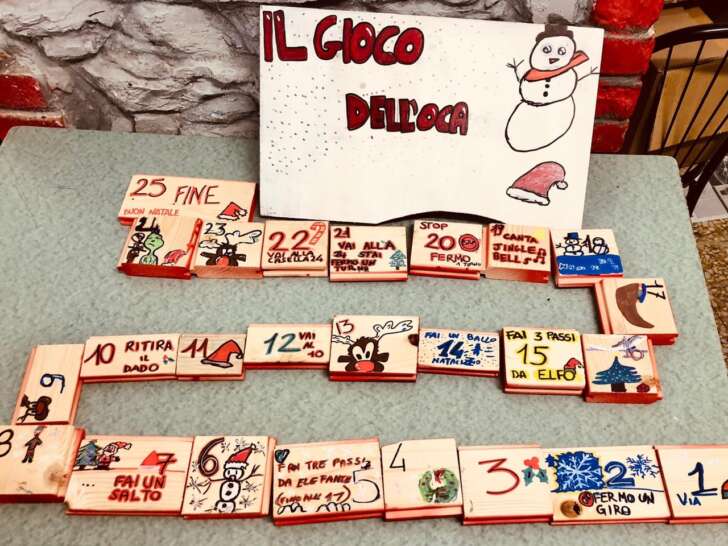 IL GIOCO
DELL'OCA
25 FINE
BUON NATALE
24
23
22
VAI ALLA
CASELLA 24
21
VAI ALLA
STAI
FERMO UN
TURNO
STOP
20
FERMO
1 TURNO
19 CANTA
JINGLE
BELLS
18
17
16
FAI 3 PASSI
15
DA ELFO
FAI UN BALLO
14
NATALIZIO
13
12 VAI
AL
10
11
10 RITIRA
IL
DADO
9
8
7
FAI UN
SALTO
6
FAI TRE PASSI
DA ELEFANTE
5
4
3
2
FERMO UN
GIRO
1
VIA